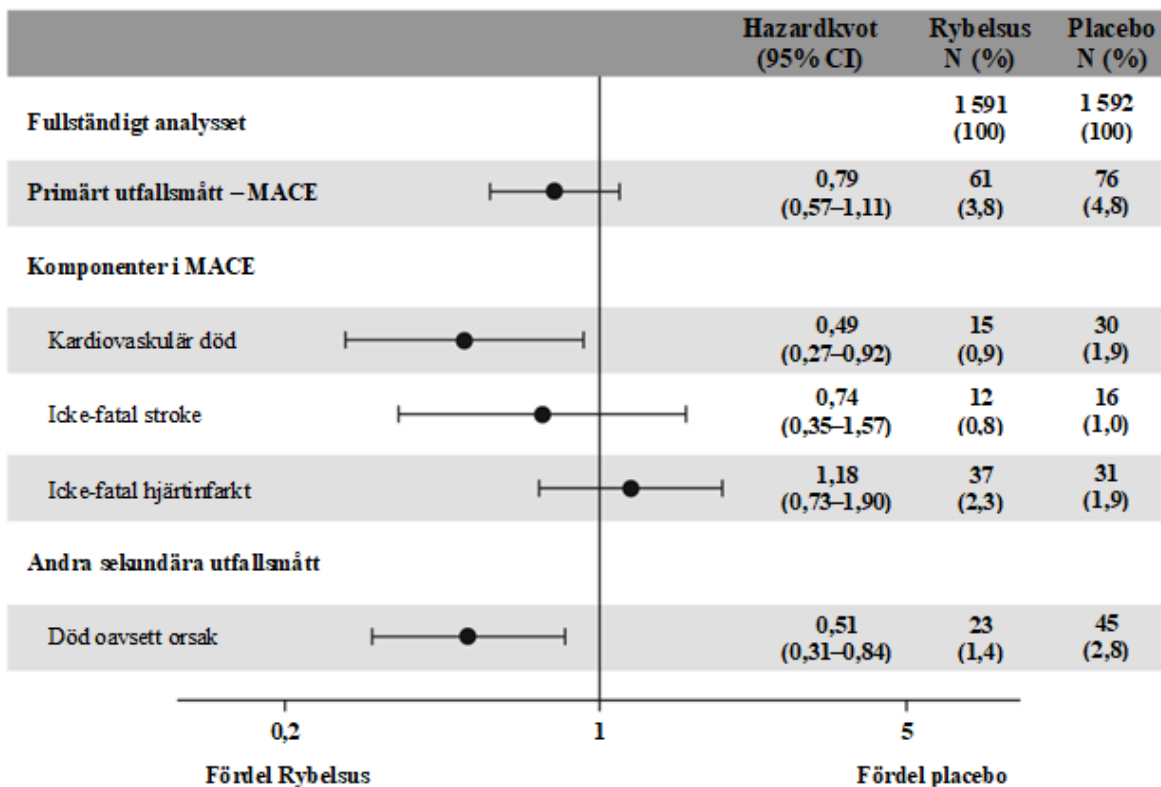 Hazardkvot Rybelsus Placebo
(95% CI) N (%) N (%)
1 591 1 592
Fullständigt analysset
(100) (100)
Primärt utfallsmått – MACE
0,79 61 76
(0,57–1,11) (3,8) (4,8)
Komponenter i MACE
Kardiovaskulär död
0,49 15 30
(0,27–0,92) (0,9) (1,9)
Icke-fatal stroke
0,74 12 16
(0,35–1,57) (0,8) (1,0)
Icke-fatal hjärtinfarkt
1,18 37 31
(0,73–1,90) (2,3) (1,9)
Andra sekundära utfallsmått
Död oavsett orsak
0,51 23 45
(0,31–0,84) (1,4) (2,8)
0,2 1 5
Fördel Rybelsus Fördel placebo